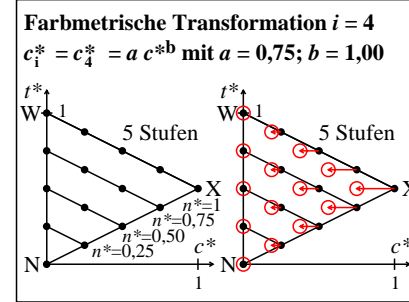 Farbmetrische Transformation i = 4
c*i = c*4 = a c*b mit a = 0,75; b = 1,00
t*
W 1
5 Stufen
n*=1
n*=0,75
n*=0,50
n*=0,25
N
c*
1
t*
W 1
5 Stufen
X
N
c*
1